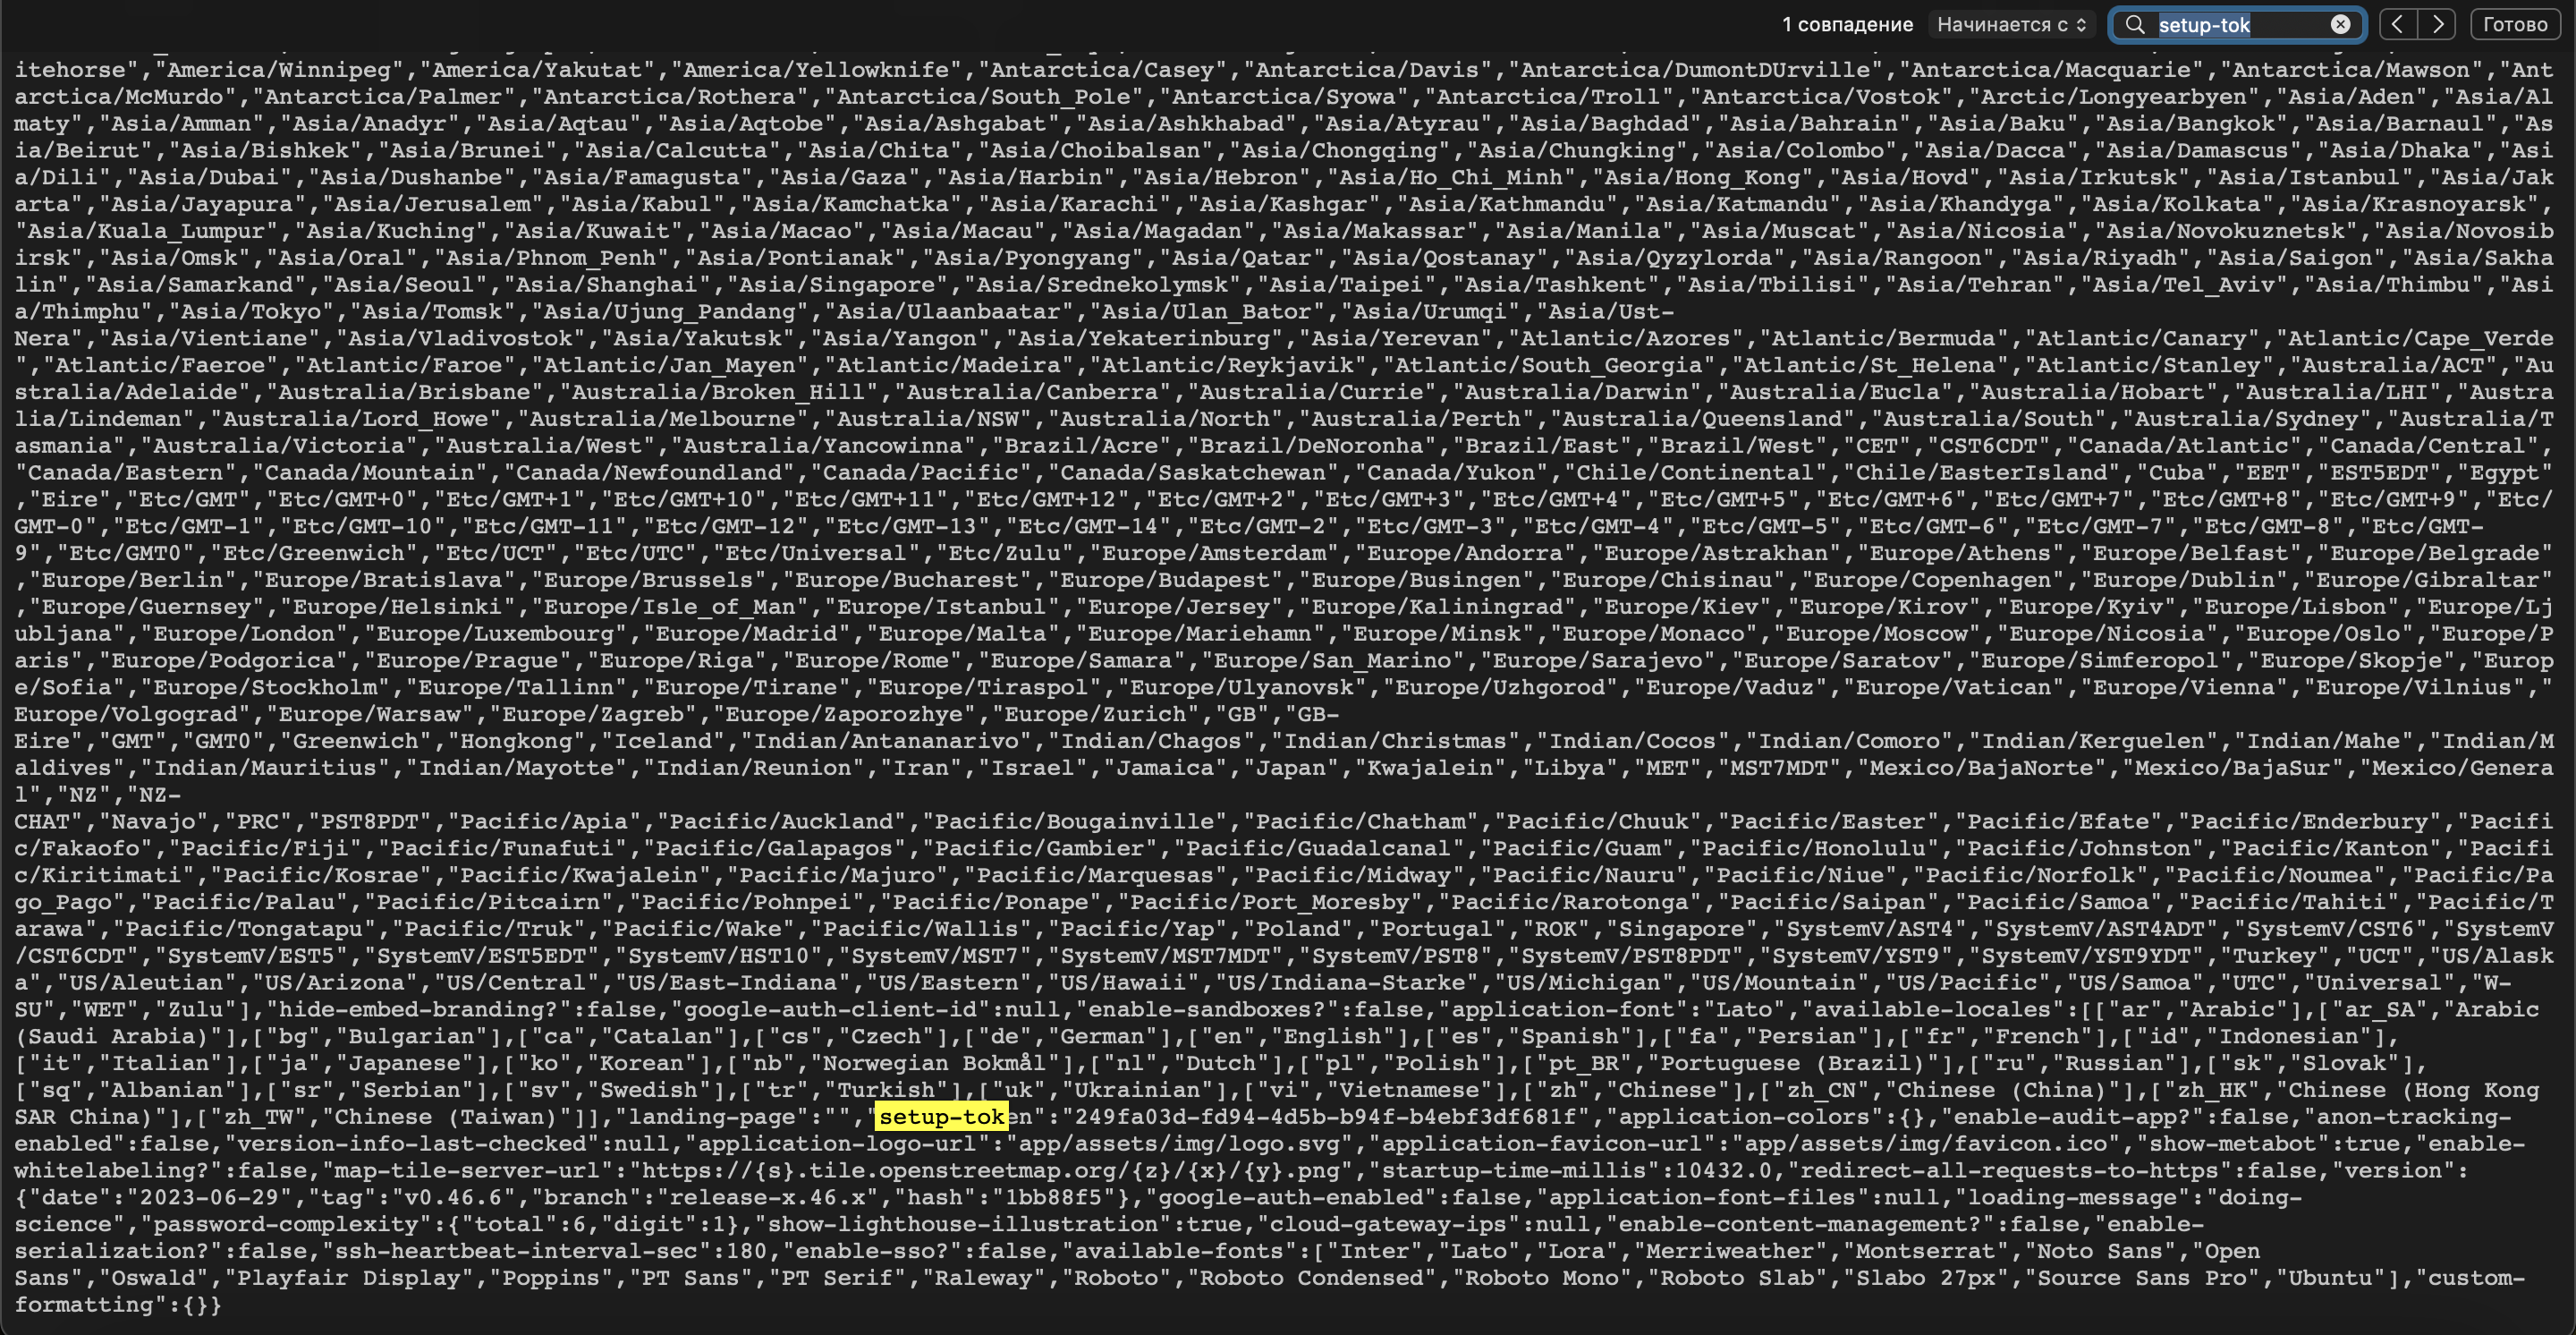 1 совпадение Начинается с setup-tok Готово
itehorse","America/Winnipeg","America/Yakutat","America/Yellowknife","Antarctica/Casey","Antarctica/Davis","Antarctica/DumontDUrville","Antarctica/Macquarie","Antarctica/Mawson","Ant
arctica/McMurdo","Antarctica/Palmer","Antarctica/Rothera","Antarctica/South_Pole","Antarctica/Syowa","Antarctica/Troll","Antarctica/Vostok","Arctic/Longyearbyen","Asia/Aden","Asia/Al
maty","Asia/Amman","Asia/Anadyr","Asia/Aqtau","Asia/Aqtobe","Asia/Ashgabat","Asia/Ashkhabad","Asia/Atyrau","Asia/Baghdad","Asia/Bahrain","Asia/Baku","Asia/Bangkok","Asia/Barnaul","As
ia/Beirut","Asia/Bishkek","Asia/Brunei","Asia/Calcutta","Asia/Chita","Asia/Choibalsan","Asia/Chongqing","Asia/Chungking","Asia/Colombo","Asia/Dacca","Asia/Damascus","Asia/Dhaka","Asi
a/Dili","Asia/Dubai","Asia/Dushanbe","Asia/Famagusta","Asia/Gaza","Asia/Harbin","Asia/Hebron","Asia/Ho_Chi_Minh","Asia/Hong_Kong","Asia/Hovd","Asia/Irkutsk","Asia/Istanbul","Asia/Jak
arta","Asia/Jayapura","Asia/Jerusalem","Asia/Kabul","Asia/Kamchatka","Asia/Karachi","Asia/Kashgar","Asia/Kathmandu","Asia/Katmandu","Asia/Khandyga","Asia/Kolkata","Asia/Krasnoyarsk",
"Asia/Kuala_Lumpur","Asia/Kuching","Asia/Kuwait","Asia/Macao","Asia/Macau","Asia/Magadan","Asia/Makassar","Asia/Manila","Asia/Muscat","Asia/Nicosia","Asia/Novokuznetsk","Asia/Novosib
irsk","Asia/Omsk","Asia/Oral","Asia/Phnom_Penh","Asia/Pontianak","Asia/Pyongyang","Asia/Qatar","Asia/Qostanay","Asia/Qyzylorda","Asia/Rangoon","Asia/Riyadh","Asia/Saigon","Asia/Sakha
lin","Asia/Samarkand","Asia/Seoul","Asia/Shanghai","Asia/Singapore","Asia/Srednekolymsk","Asia/Taipei","Asia/Tashkent","Asia/Tbilisi","Asia/Tehran","Asia/Tel_Aviv","Asia/Thimbu","Asi
a/Thimphu","Asia/Tokyo","Asia/Tomsk","Asia/Ujung_Pandang","Asia/Ulaanbaatar","Asia/Ulan_Bator","Asia/Urumqi","Asia/Ust-
Nera","Asia/Vientiane","Asia/Vladivostok","Asia/Yakutsk","Asia/Yangon","Asia/Yekaterinburg","Asia/Yerevan","Atlantic/Azores","Atlantic/Bermuda","Atlantic/Canary","Atlantic/Cape_Verde
","Atlantic/Faeroe","Atlantic/Faroe","Atlantic/Jan_Mayen","Atlantic/Madeira","Atlantic/Reykjavik","Atlantic/South_Georgia","Atlantic/St_Helena","Atlantic/Stanley","Australia/ACT","Au
stralia/Adelaide","Australia/Brisbane","Australia/Broken_Hill","Australia/Canberra","Australia/Currie","Australia/Darwin","Australia/Eucla","Australia/Hobart","Australia/LHI","Austra
lia/Lindeman","Australia/Lord_Howe","Australia/Melbourne","Australia/NSW","Australia/North","Australia/Perth","Australia/Queensland","Australia/South","Australia/Sydney","Australia/T
asmania","Australia/Victoria","Australia/West","Australia/Yancowinna","Brazil/Acre","Brazil/DeNoronha","Brazil/East","Brazil/West","CET","CST6CDT","Canada/Atlantic","Canada/Central",
"Canada/Eastern","Canada/Mountain","Canada/Newfoundland","Canada/Pacific","Canada/Saskatchewan","Canada/Yukon","Chile/Continental","Chile/EasterIsland","Cuba","EET","EST5EDT","Egypt"
,"Eire","Etc/GMT","Etc/GMT+0","Etc/GMT+1","Etc/GMT+10","Etc/GMT+11","Etc/GMT+12","Etc/GMT+2","Etc/GMT+3","Etc/GMT+4","Etc/GMT+5","Etc/GMT+6","Etc/GMT+7","Etc/GMT+8","Etc/GMT+9","Etc/
GMT-0","Etc/GMT-1","Etc/GMT-10","Etc/GMT-11","Etc/GMT-12","Etc/GMT-13","Etc/GMT-14","Etc/GMT-2","Etc/GMT-3","Etc/GMT-4","Etc/GMT-5","Etc/GMT-6","Etc/GMT-7","Etc/GMT-8","Etc/GMT-
9","Etc/GMT0","Etc/Greenwich","Etc/UCT","Etc/UTC","Etc/Universal","Etc/Zulu","Europe/Amsterdam","Europe/Andorra","Europe/Astrakhan","Europe/Athens","Europe/Belfast","Europe/Belgrade"
,"Europe/Berlin","Europe/Bratislava","Europe/Brussels","Europe/Bucharest","Europe/Budapest","Europe/Busingen","Europe/Chisinau","Europe/Copenhagen","Europe/Dublin","Europe/Gibraltar"
,"Europe/Guernsey","Europe/Helsinki","Europe/Isle_of_Man","Europe/Istanbul","Europe/Jersey","Europe/Kaliningrad","Europe/Kiev","Europe/Kirov","Europe/Kyiv","Europe/Lisbon","Europe/Lj
ubljana","Europe/London","Europe/Luxembourg","Europe/Madrid","Europe/Malta","Europe/Mariehamn","Europe/Minsk","Europe/Monaco","Europe/Moscow","Europe/Nicosia","Europe/Oslo","Europe/P
aris","Europe/Podgorica","Europe/Prague","Europe/Riga","Europe/Rome","Europe/Samara","Europe/San_Marino","Europe/Sarajevo","Europe/Saratov","Europe/Simferopol","Europe/Skopje","Europ
e/Sofia","Europe/Stockholm","Europe/Tallinn","Europe/Tirane","Europe/Tiraspol","Europe/Ulyanovsk","Europe/Uzhgorod","Europe/Vaduz","Europe/Vatican","Europe/Vienna","Europe/Vilnius","
Europe/Volgograd","Europe/Warsaw","Europe/Zagreb","Europe/Zaporozhye","Europe/Zurich","GB","GB-
Eire","GMT","GMT0","Greenwich","Hongkong","Iceland","Indian/Antananarivo","Indian/Chagos","Indian/Christmas","Indian/Cocos","Indian/Comoro","Indian/Kerguelen","Indian/Mahe","Indian/M
aldives","Indian/Mauritius","Indian/Mayotte","Indian/Reunion","Iran","Israel","Jamaica","Japan","Kwajalein","Libya","MET","MST7MDT","Mexico/BajaNorte","Mexico/BajaSur","Mexico/Genera
l","NZ","NZ-
CHAT","Navajo","PRC","PST8PDT","Pacific/Apia","Pacific/Auckland","Pacific/Bougainville","Pacific/Chatham","Pacific/Chuuk","Pacific/Easter","Pacific/Efate","Pacific/Enderbury","Pacifi
c/Fakaofo","Pacific/Fiji","Pacific/Funafuti","Pacific/Galapagos","Pacific/Gambier","Pacific/Guadalcanal","Pacific/Guam","Pacific/Honolulu","Pacific/Johnston","Pacific/Kanton","Pacifi
c/Kiritimati","Pacific/Kosrae","Pacific/Kwajalein","Pacific/Majuro","Pacific/Marquesas","Pacific/Midway","Pacific/Nauru","Pacific/Niue","Pacific/Norfolk","Pacific/Noumea","Pacific/Pa
go_Pago","Pacific/Palau","Pacific/Pitcairn","Pacific/Pohnpei","Pacific/Ponape","Pacific/Port_Moresby","Pacific/Rarotonga","Pacific/Saipan","Pacific/Samoa","Pacific/Tahiti","Pacific/T
arawa","Pacific/Tongatapu","Pacific/Truk","Pacific/Wake","Pacific/Wallis","Pacific/Yap","Poland","Portugal","ROK","Singapore","SystemV/AST4","SystemV/AST4ADT","SystemV/CST6","SystemV
/CST6CDT","SystemV/EST5","SystemV/EST5EDT","SystemV/HST10","SystemV/MST7","SystemV/MST7MDT","SystemV/PST8","SystemV/PST8PDT","SystemV/YST9","SystemV/YST9YDT","Turkey","UCT","US/Alask
a","US/Aleutian","US/Arizona","US/Central","US/East-Indiana","US/Eastern","US/Hawaii","US/Indiana-Starke","US/Michigan","US/Mountain","US/Pacific","US/Samoa","UTC","Universal","W-
SU","WET","Zulu"],"hide-embed-branding?":false,"google-auth-client-id":null,"enable-sandboxes?":false,"application-font":"Lato","available-locales":[["ar","Arabic"],["ar_SA","Arabic
(Saudi Arabia)"],["bg","Bulgarian"],["ca","Catalan"],["cs","Czech"],["de","German"],["en","English"],["es","Spanish"],["fa","Persian"],["fr","French"],["id","Indonesian"],
["it","Italian"],["ja","Japanese"],["ko","Korean"],["nb","Norwegian Bokmål"],["nl","Dutch"],["pl","Polish"],["pt_BR","Portuguese (Brazil)"],["ru","Russian"],["sk","Slovak"],
["sq","Albanian"],["sr","Serbian"],["sv","Swedish"],["tr","Turkish"],["uk","Ukrainian"],["vi","Vietnamese"],["zh","Chinese"],["zh_CN","Chinese (China)"],["zh_HK","Chinese (Hong Kong
SAR China)"],["zh_TW","Chinese (Taiwan)"]],"landing-page":"","setup-token":"249fa03d-fd94-4d5b-b94f-b4ebf3df681f","application-colors":{},"enable-audit-app?":false,"anon-tracking-
enabled":false,"version-info-last-checked":null,"application-logo-url":"app/assets/img/logo.svg","application-favicon-url":"app/assets/img/favicon.ico","show-metabot":true,"enable-
whitelabeling?":false,"map-tile-server-url":"https://{s}.tile.openstreetmap.org/{z}/{x}/{y}.png","startup-time-millis":10432.0,"redirect-all-requests-to-https":false,"version":
{"date":"2023-06-29","tag":"v0.46.6","branch":"release-x.46.x","hash":"1bb88f5"},"google-auth-enabled":false,"application-font-files":null,"loading-message":"doing-
science","password-complexity":{"total":6,"digit":1},"show-lighthouse-illustration":true,"cloud-gateway-ips":null,"enable-content-management?":false,"enable-
serialization?":false,"ssh-heartbeat-interval-sec":180,"enable-sso?":false,"available-fonts":["Inter","Lato","Lora","Merriweather","Montserrat","Noto Sans","Open
Sans","Oswald","Playfair Display","Poppins","PT Sans","PT Serif","Raleway","Roboto","Roboto Condensed","Roboto Mono","Roboto Slab","Slabo 27px","Source Sans Pro","Ubuntu"],"custom-
formatting":{}}